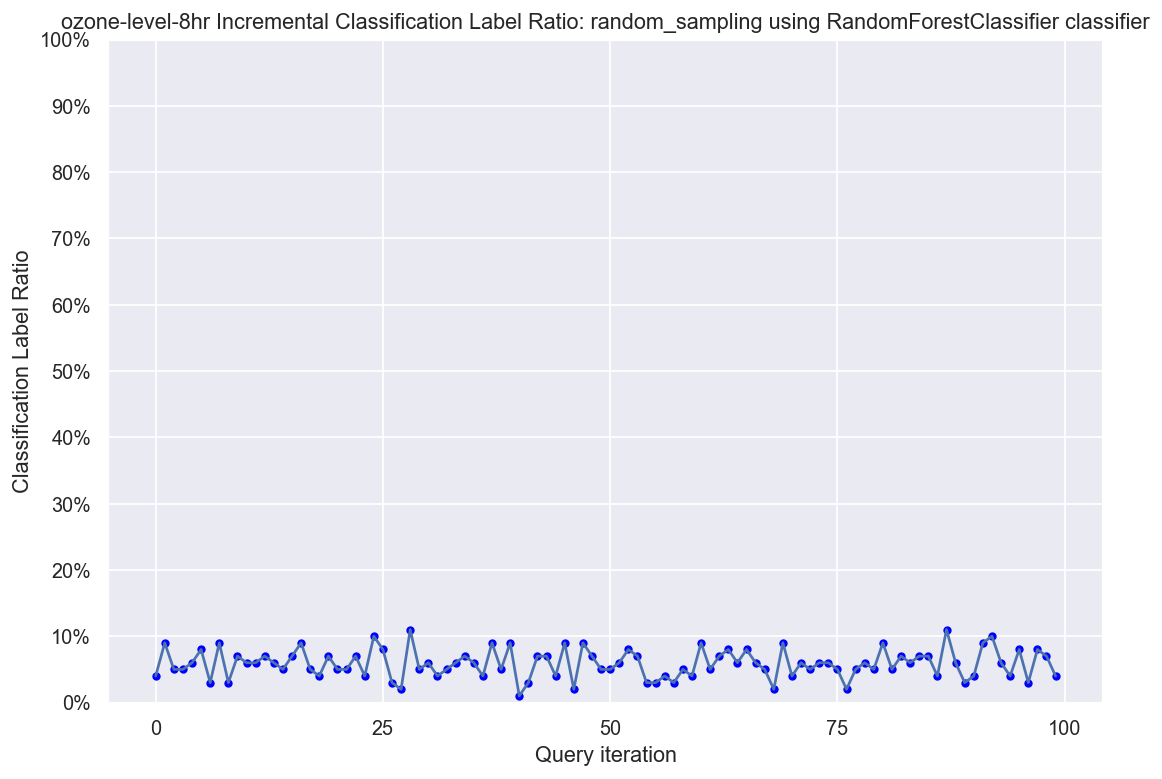 ozone-level-8hr Incremental Classification Label Ratio: random_sampling using RandomForestClassifier classifier
100%
90%
80%
70%
60%
50%
40%
30%
20%
10%
0%
Classification Label Ratio
0 25 50 75 100
Query iteration